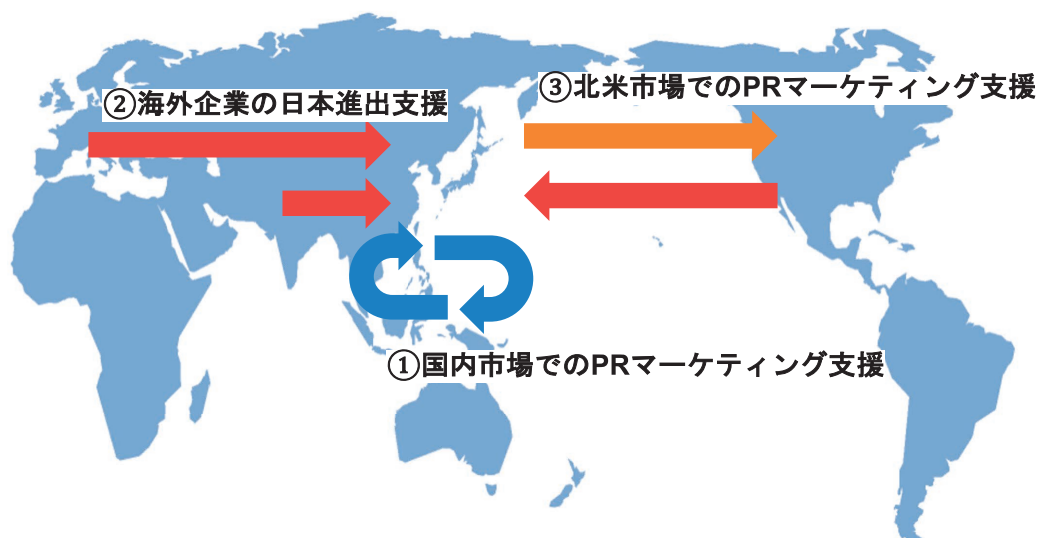 ③北米市場でのPRマーケティング支援
②海外企業の日本進出支援
①国内市場でのPRマーケティング支援